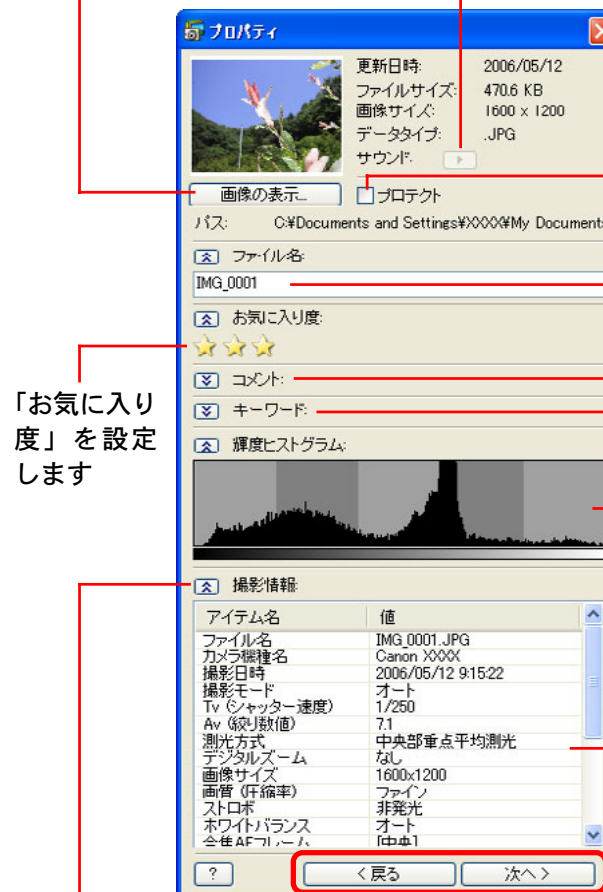 プロパティ
更新日時: 2006/05/12
ファイルサイズ: 470.6 KB
画像サイズ: 1600 x 1200
データタイプ: .JPG
サウンド:
画像の表示...
プロテクト
パス: C:¥Documents and Settings¥XXXX¥My Documents
ファイル名:
IMG_0001
お気に入り度:
コメント:
キーワード:
輝度ヒストグラム:
「お気に入り
度」を設定
します
撮影情報:
アイテム名 値
ファイル名 IMG_0001.JPG
カメラ機種名 Canon XXXX
撮影日時 2006/05/12 9:15:22
撮影モード オート
Tv (シャッター速度) 1/250
Av (絞り数値) 7.1
測光方式 中央部重点平均測光
デジタルズーム なし
画像サイズ 1600x1200
画質 (圧縮率) ファイン
ストロボ 非発光
ホワイトバランス オート
合焦AFフレーム [中央]
?
< 戻る
次へ >